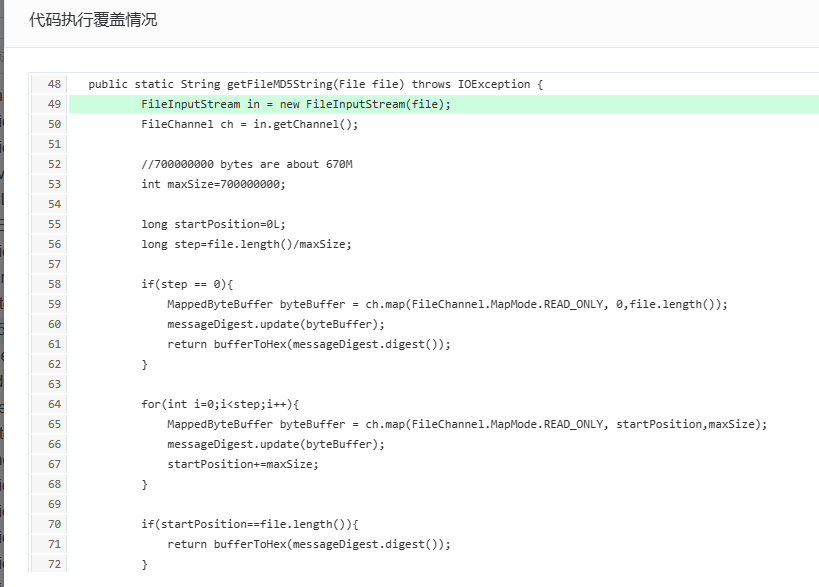 代码执行覆盖情况
48 public static String getFileMD5String(File file) throws IOException {
49 FileInputStream in = new FileInputStream(file);
50 FileChannel ch = in.getChannel();
51
52 //700000000 bytes are about 670M
53 int maxSize=700000000;
54
55 long startPosition=0L;
56 long step=file.length()/maxSize;
57
58 if(step == 0){
59 MappedByteBuffer byteBuffer = ch.map(FileChannel.MapMode.READ_ONLY, 0,file.length());
60 messageDigest.update(byteBuffer);
61 return bufferToHex(messageDigest.digest());
62 }
63
64 for(int i=0;i<step;i++){
65 MappedByteBuffer byteBuffer = ch.map(FileChannel.MapMode.READ_ONLY, startPosition,maxSize);
66 messageDigest.update(byteBuffer);
67 startPosition+=maxSize;
68 }
69
70 if(startPosition==file.length()){
71 return bufferToHex(messageDigest.digest());
72 }